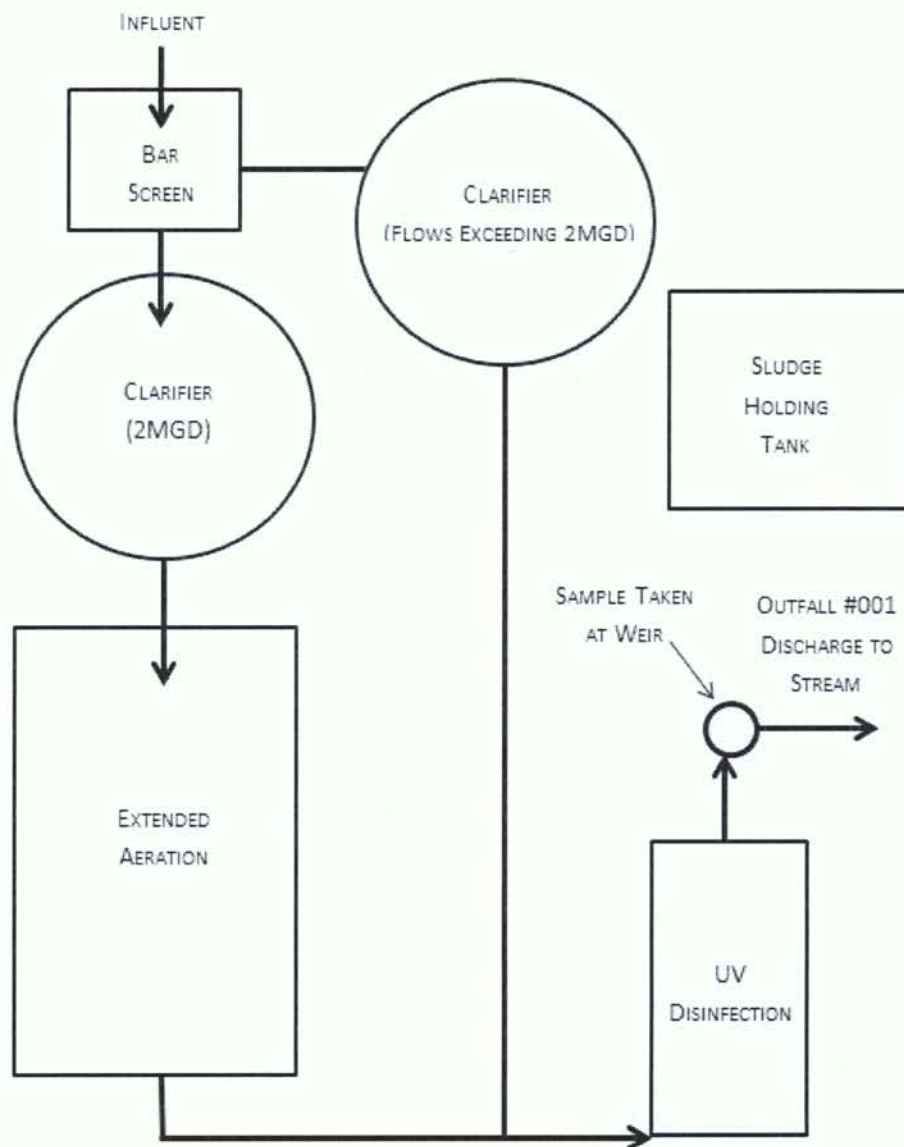 INFLUENT
BAR
SCREEN
CLARIFIER
(FLOWS EXCEEDING 2MGD)
CLARIFIER
(2MGD)
SLUDGE
HOLDING
TANK
SAMPLE TAKEN
AT WEIR
OUTFALL #001
DISCHARGE TO
STREAM
EXTENDED
AERATION
UV
DISINFECTION